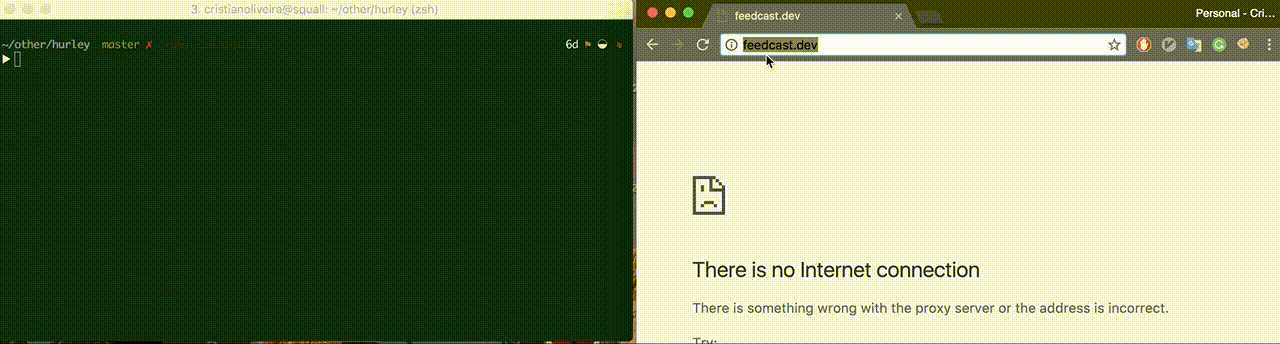 3. cristianoliveira@squall: ~/other/hurley (zsh)
~/other/hurley master ✗
6d
feedcast.dev
Personal - Cri...
feedcast.dev
There is no Internet connection
There is something wrong with the proxy server or the address is incorrect.
Try: